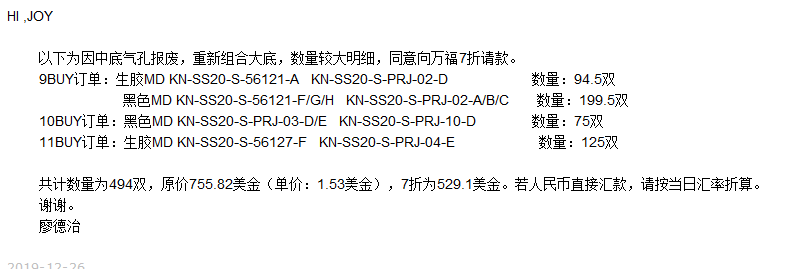 HI ,JOY
以下为因中底气孔报废，重新组合大底，数量较大明细，同意向万福7折请款。
9BUY订单：生胶MD KN-SS20-S-56121-A   KN-SS20-S-PRJ-02-D   数量：94.5双
黑色MD KN-SS20-S-56121-F/G/H   KN-SS20-S-PRJ-02-A/B/C   数量：199.5双
10BUY订单：黑色MD KN-SS20-S-PRJ-03-D/E   KN-SS20-S-PRJ-10-D   数量：75双
11BUY订单：生胶MD KN-SS20-S-56127-F   KN-SS20-S-PRJ-04-E   数量：125双
共计数量为494双，原价755.82美金（单价：1.53美金），7折为529.1美金。若人民币直接汇款，请按当日汇率折算。
谢谢。
廖德治
2019-12-26